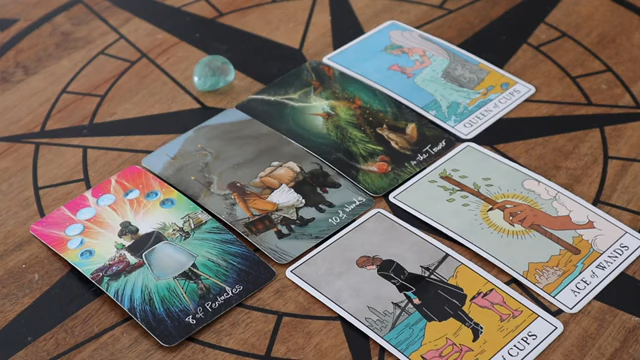 QUEEN of CUPS
the Tower
10 of Wands
ACE of WANDS
8 of Pentacles
CUPS